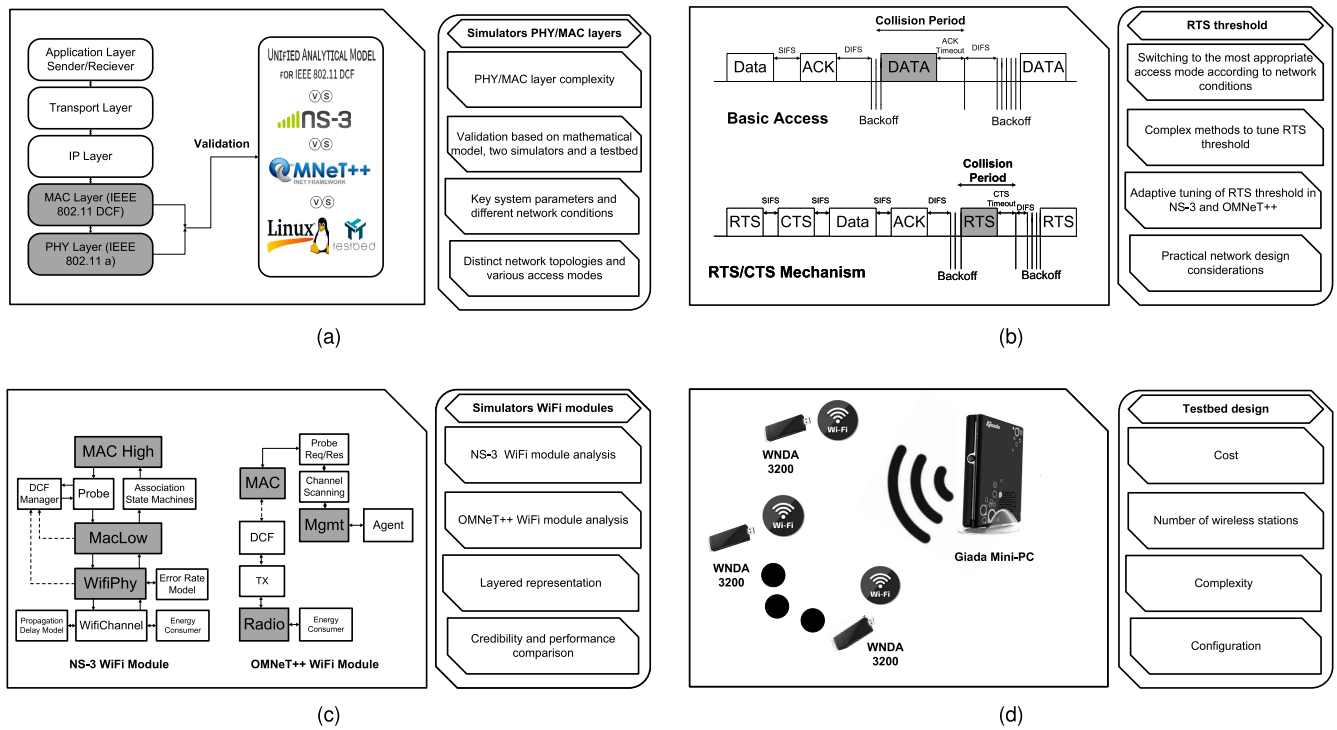 Application Layer
Sender/Reciever
Transport Layer
IP Layer
MAC Layer (IEEE
802.11 DCF)
PHY Layer (IEEE
802.11 a)
Validation
UNIFIED ANALYTICAL MODEL
FOR IEEE 802.11 DCF
VS
NS-3
VS
OMNeT++
INET FRAMEWORK
VS
Linux
testbed
Simulators PHY/MAC layers
PHY/MAC layer complexity
Validation based on mathematical
model, two simulators and a testbed
Key system parameters and
different network conditions
Distinct network topologies and
various access modes
(a)
Collision Period
SIFS
DIFS
ACK
Timeout
DIFS
Data
ACK
DATA
DATA
Basic Access
Backoff
Backoff
Collision
Period
SIFS
SIFS
SIFS
DIFS
CTS
Timeout
DIFS
RTS
CTS
Data
ACK
RTS
RTS
RTS/CTS Mechanism
Backoff
Backoff
RTS threshold
Switching to the most appropriate
access mode according to network
conditions
Complex methods to tune RTS
threshold
Adaptive tuning of RTS threshold in
NS-3 and OMNeT++
Practical network design
considerations
(b)
MAC High
DCF
Manager
Probe
Association
State Machines
MacLow
WifiPhy
Error Rate
Model
Propagation
Delay Model
WifiChannel
Energy
Consumer
NS-3 WiFi Module
Probe
Req/Res
MAC
Channel
Scanning
Mgmt
Agent
DCF
TX
Radio
Energy
Consumer
OMNeT++ WiFi Module
Simulators WiFi modules
NS-3 WiFi module analysis
OMNeT++ WiFi module analysis
Layered representation
Credibility and performance
comparison
(c)
Wi-Fi
WNDA
3200
Wi-Fi
WNDA
3200
Wi-Fi
WNDA
3200
Giada
Giada Mini-PC
Testbed design
Cost
Number of wireless stations
Complexity
Configuration
(d)